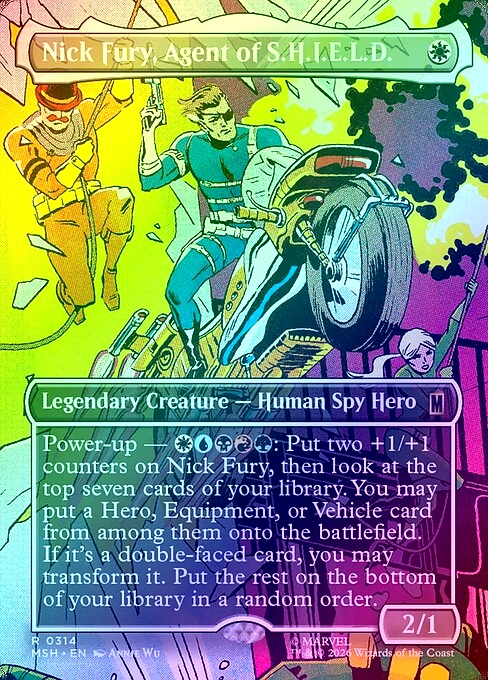 Nick Fury, Agent of S.H.I.E.L.D.
Legendary Creature — Human Spy Hero
Power-up — : Put two +1/+1
counters on Nick Fury, then look at the
top seven cards of your library. You may
put a Hero, Equipment, or Vehicle card
from among them onto the battlefield.
If it's a double-faced card, you may
transform it. Put the rest on the bottom
of your library in a random order.
2/1
R 0314
MSH • EN Annie Wu
© MARVEL
™ & © 2026 Wizards of the Coast